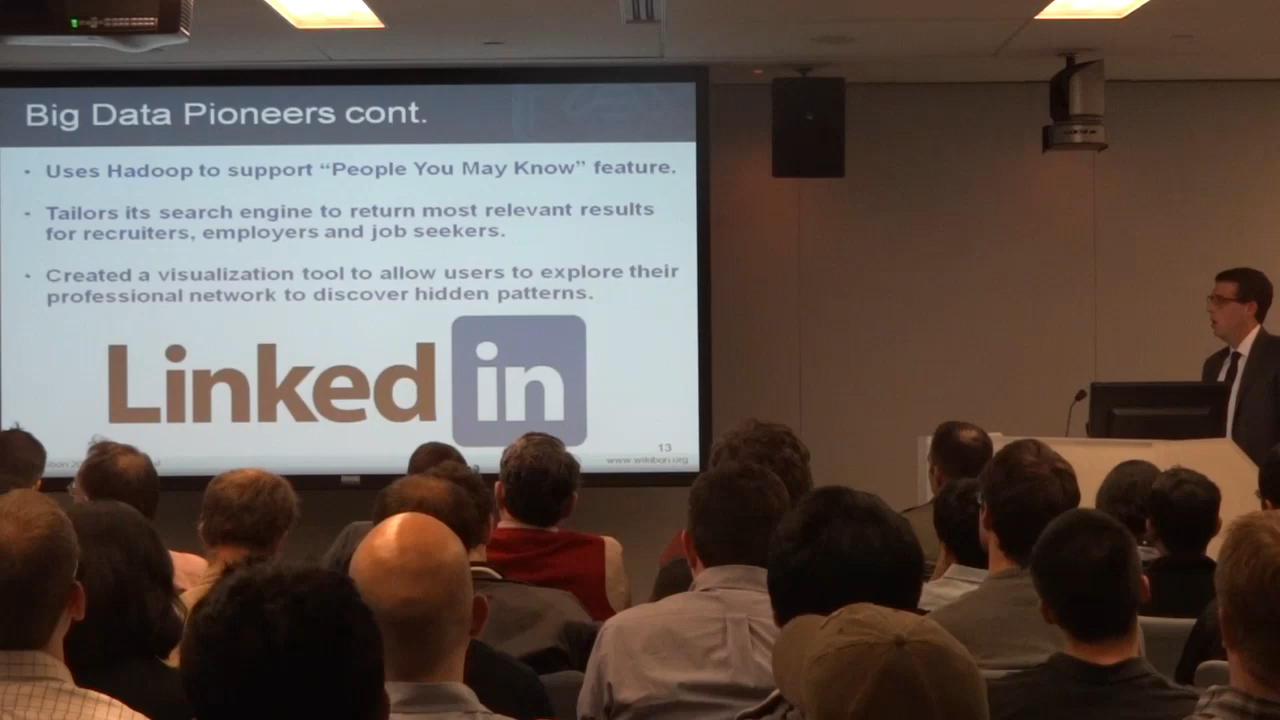 Big Data Pioneers cont.
• Uses Hadoop to support “People You May Know” feature.
• Tailors its search engine to return most relevant results
for recruiters, employers and job seekers.
• Created a visualization tool to allow users to explore their
professional network to discover hidden patterns.
Linked in
13
www.wikibon.org